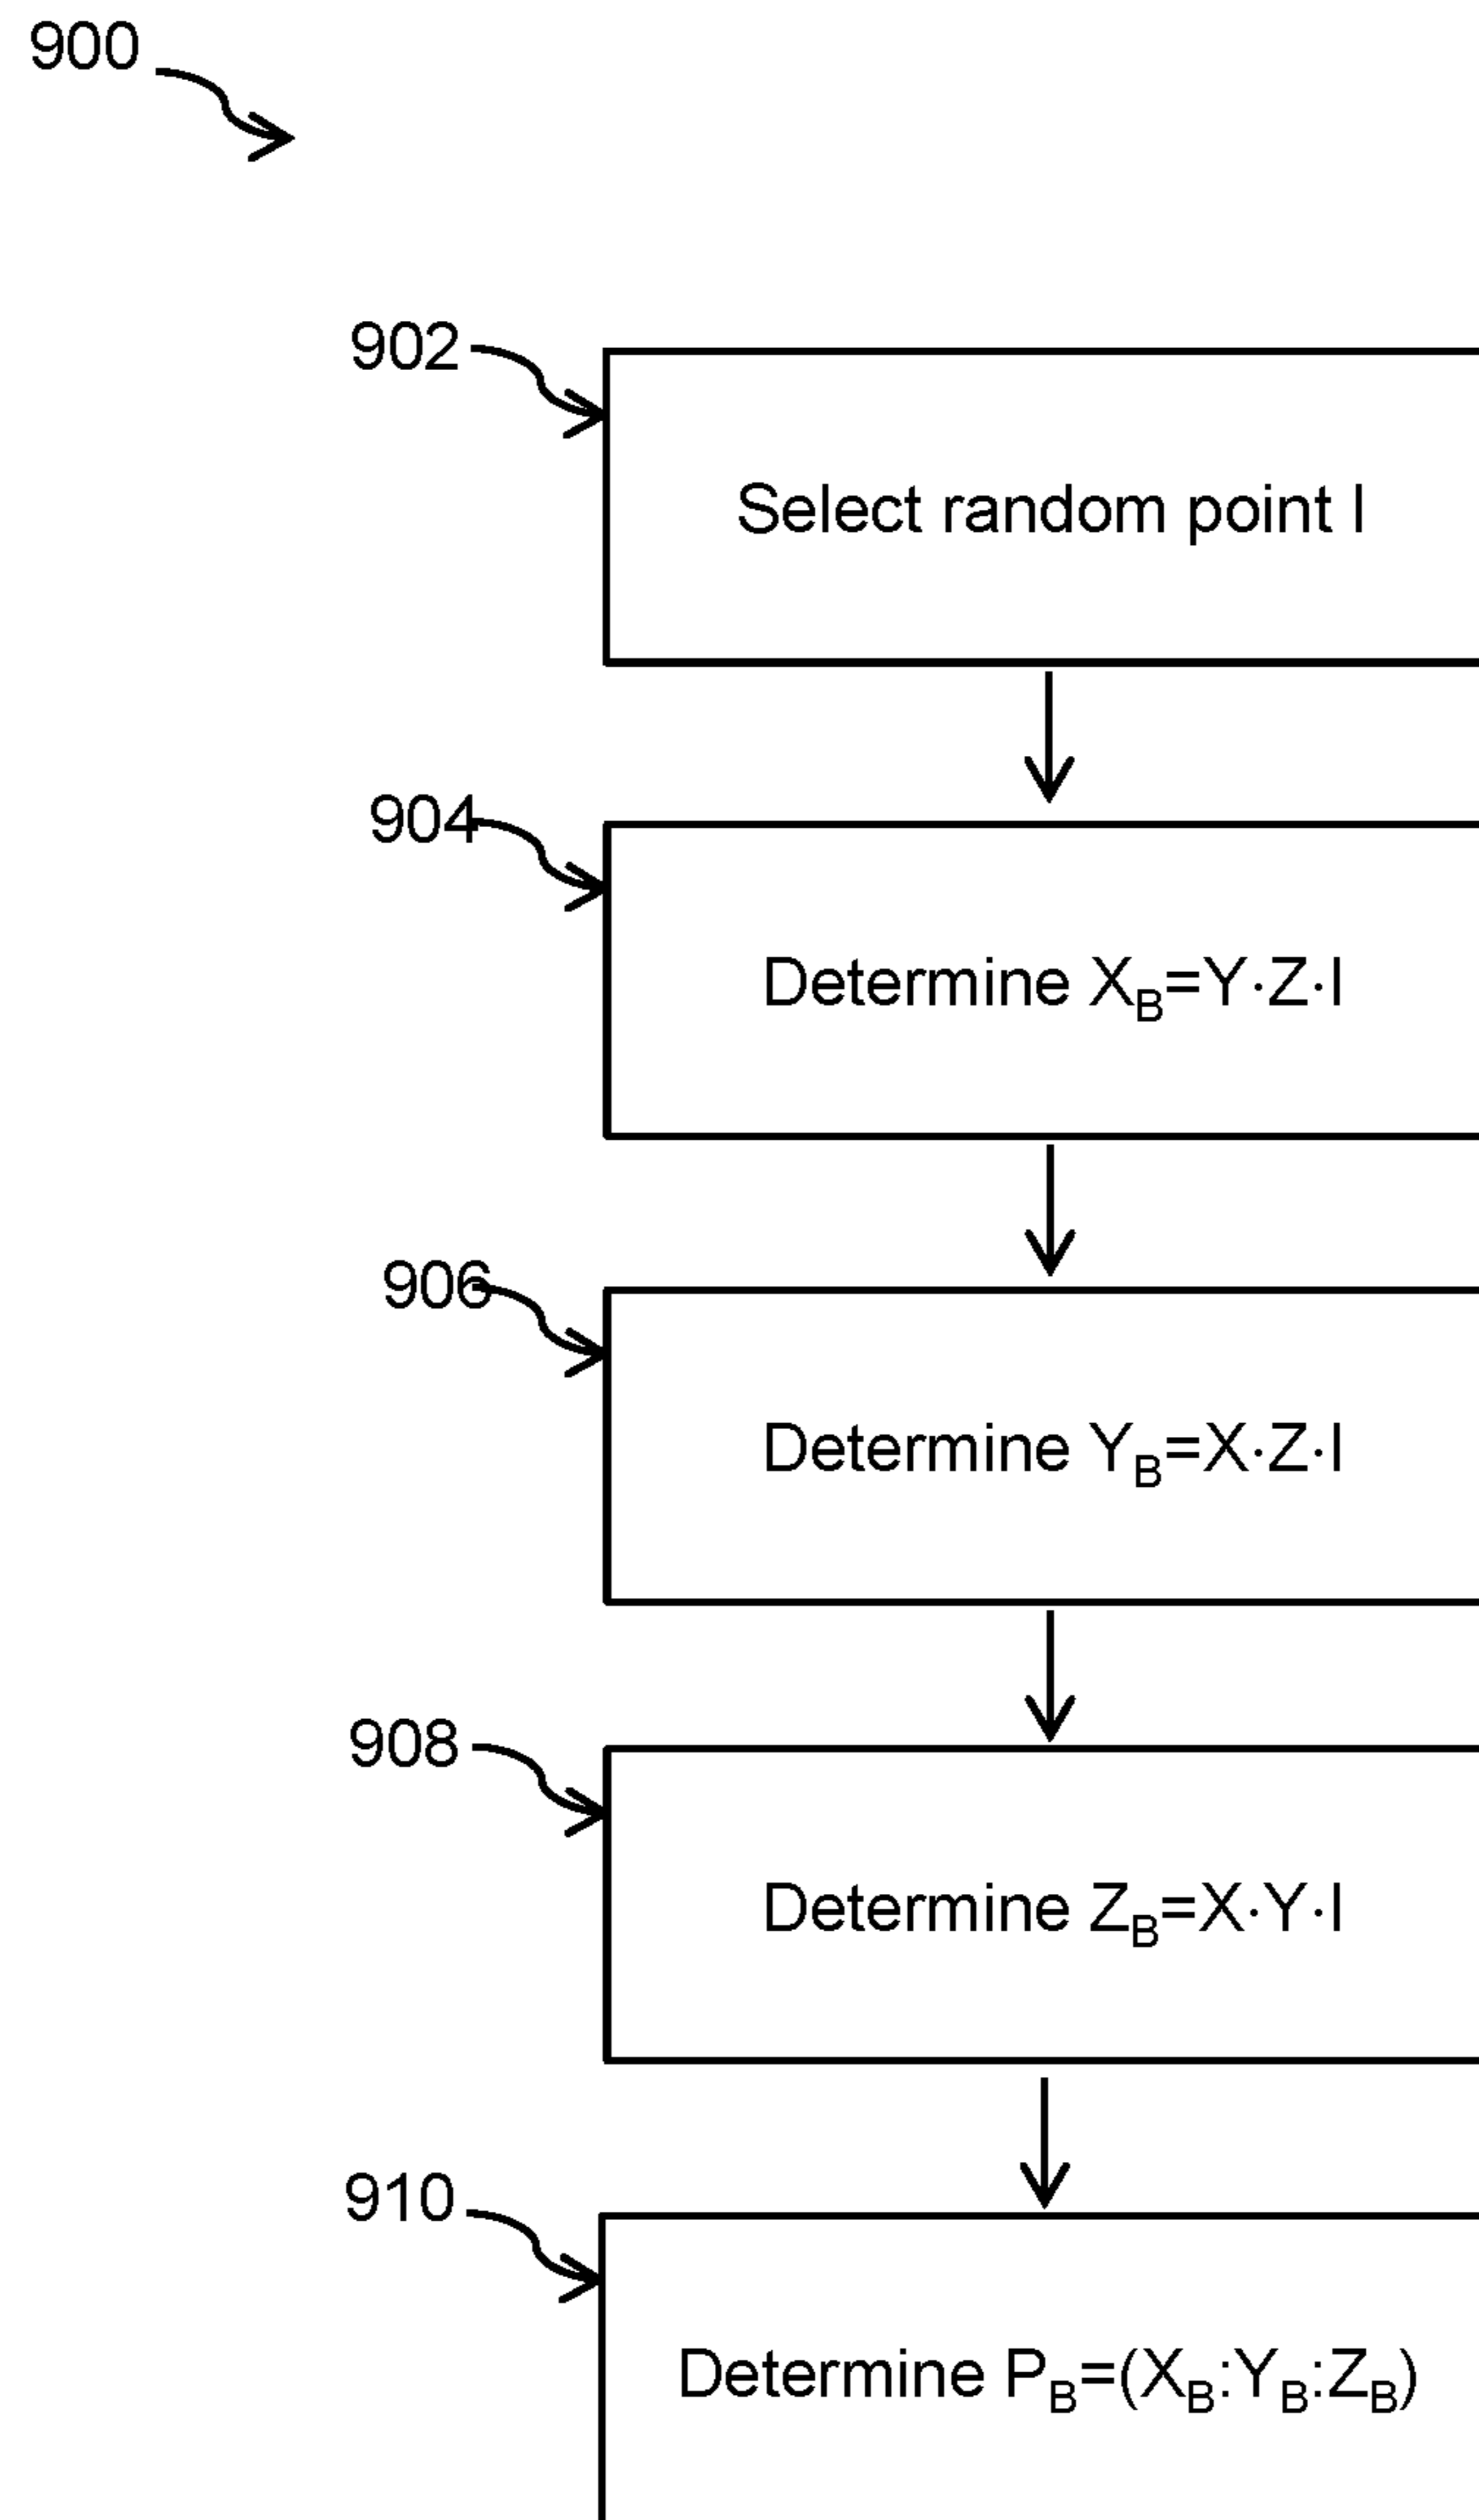 900
902
Select random point I
904
Determine X_B=Y·Z·I
906
Determine Y_B=X·Z·I
908
Determine Z_B=X·Y·I
910
Determine P_B=(X_B:Y_B:Z_B)